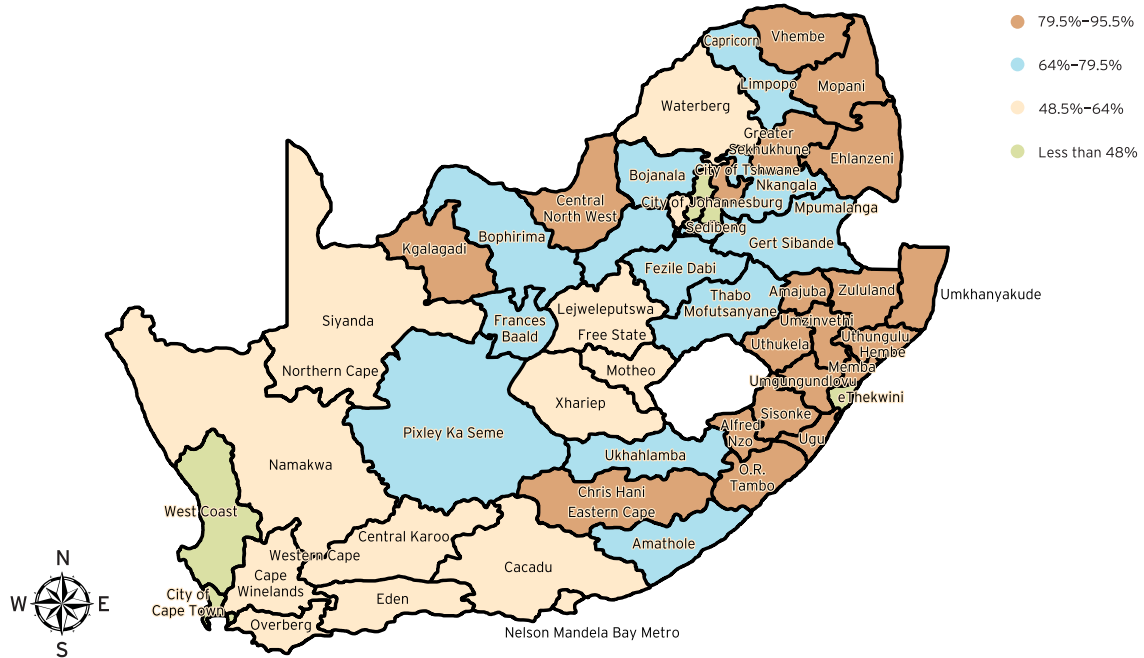 79.5%–95.5%
64%–79.5%
48.5%–64%
Less than 48%
Vhembe
Capricorn
Limpopo
Mopani
Waterberg
Greater
Sekhukhune
Ehlanzeni
City of Tshwane
Bojanala
Nkangala
Central
North West
City of Johannesburg
Mpumalanga
Sedibeng
Gert Sibande
Bophirima
Kgalagadi
Fezile Dabi
Thabo
Mofutsanyane
Amajuba
Zululand
Umkhanyakude
Siyanda
Frances
Baald
Lejweleputswa
Free State
Umzinvethi
Uthukela
Uthungulu
Hembe
Memba
Northern Cape
Motheo
Umgungundlovu
eThekwini
Xhariep
Sisonke
Pixley Ka Seme
Alfred
Nzo
Ugu
Ukhahlamba
Namakwa
O.R.
Tambo
Chris Hani
Eastern Cape
West Coast
Central Karoo
Amathole
Western Cape
Cacadu
Cape
Winelands
City of
Cape Town
Eden
Overberg
Nelson Mandela Bay Metro
N
W
E
S